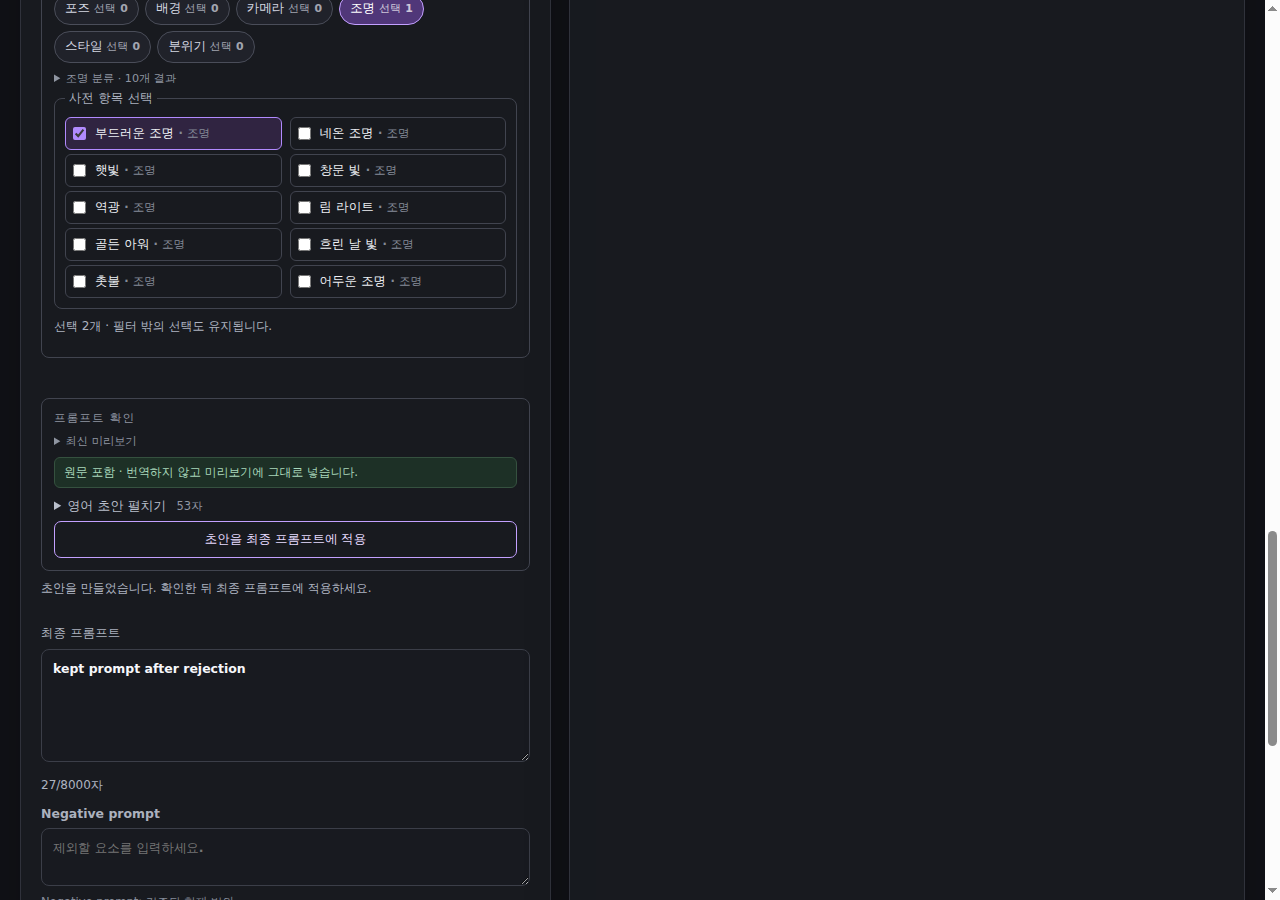 포즈 선택 0 배경 선택 0 카메라 선택 0 조명 선택 1
스타일 선택 0 분위기 선택 0
▶ 조명 분류 · 10개 결과
사전 항목 선택
부드러운 조명 · 조명 네온 조명 · 조명
햇빛 · 조명 창문 빛 · 조명
역광 · 조명 림 라이트 · 조명
골든 아워 · 조명 흐린 날 빛 · 조명
촛불 · 조명 어두운 조명 · 조명
선택 2개 · 필터 밖의 선택도 유지됩니다.
프롬프트 확인
▶ 최신 미리보기
원문 포함 · 번역하지 않고 미리보기에 그대로 넣습니다.
▶ 영어 초안 펼치기 53자
초안을 최종 프롬프트에 적용
초안을 만들었습니다. 확인한 뒤 최종 프롬프트에 적용하세요.
최종 프롬프트
kept prompt after rejection
27/8000자
Negative prompt
제외할 요소를 입력하세요.